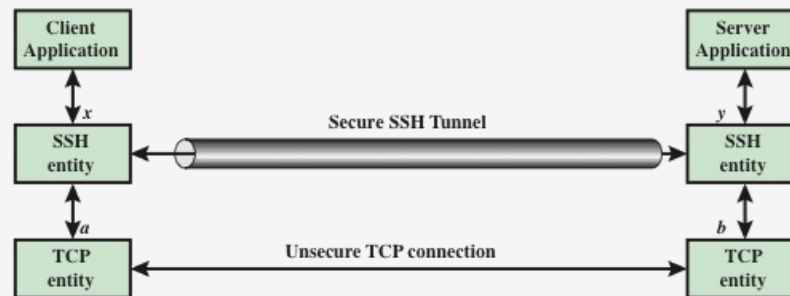 Client
Application
Server
Application
x
y
Secure SSH Tunnel
SSH
entity
SSH
entity
a
b
Unsecure TCP connection
TCP
entity
TCP
entity